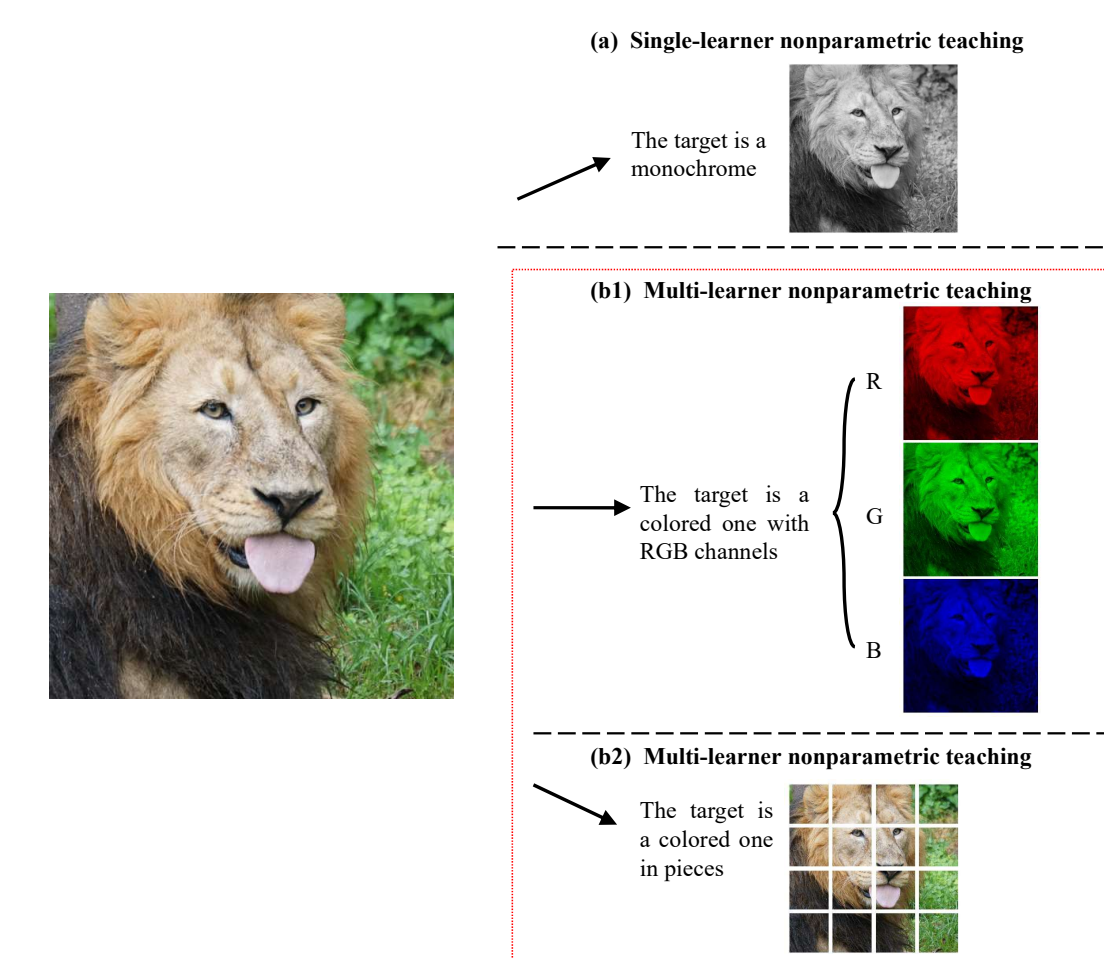 (a) Single-learner nonparametric teaching
The target is a
monochrome
(b1) Multi-learner nonparametric teaching
R
The target is a
colored one with
RGB channels
G
B
(b2) Multi-learner nonparametric teaching
The target is
a colored one
in pieces